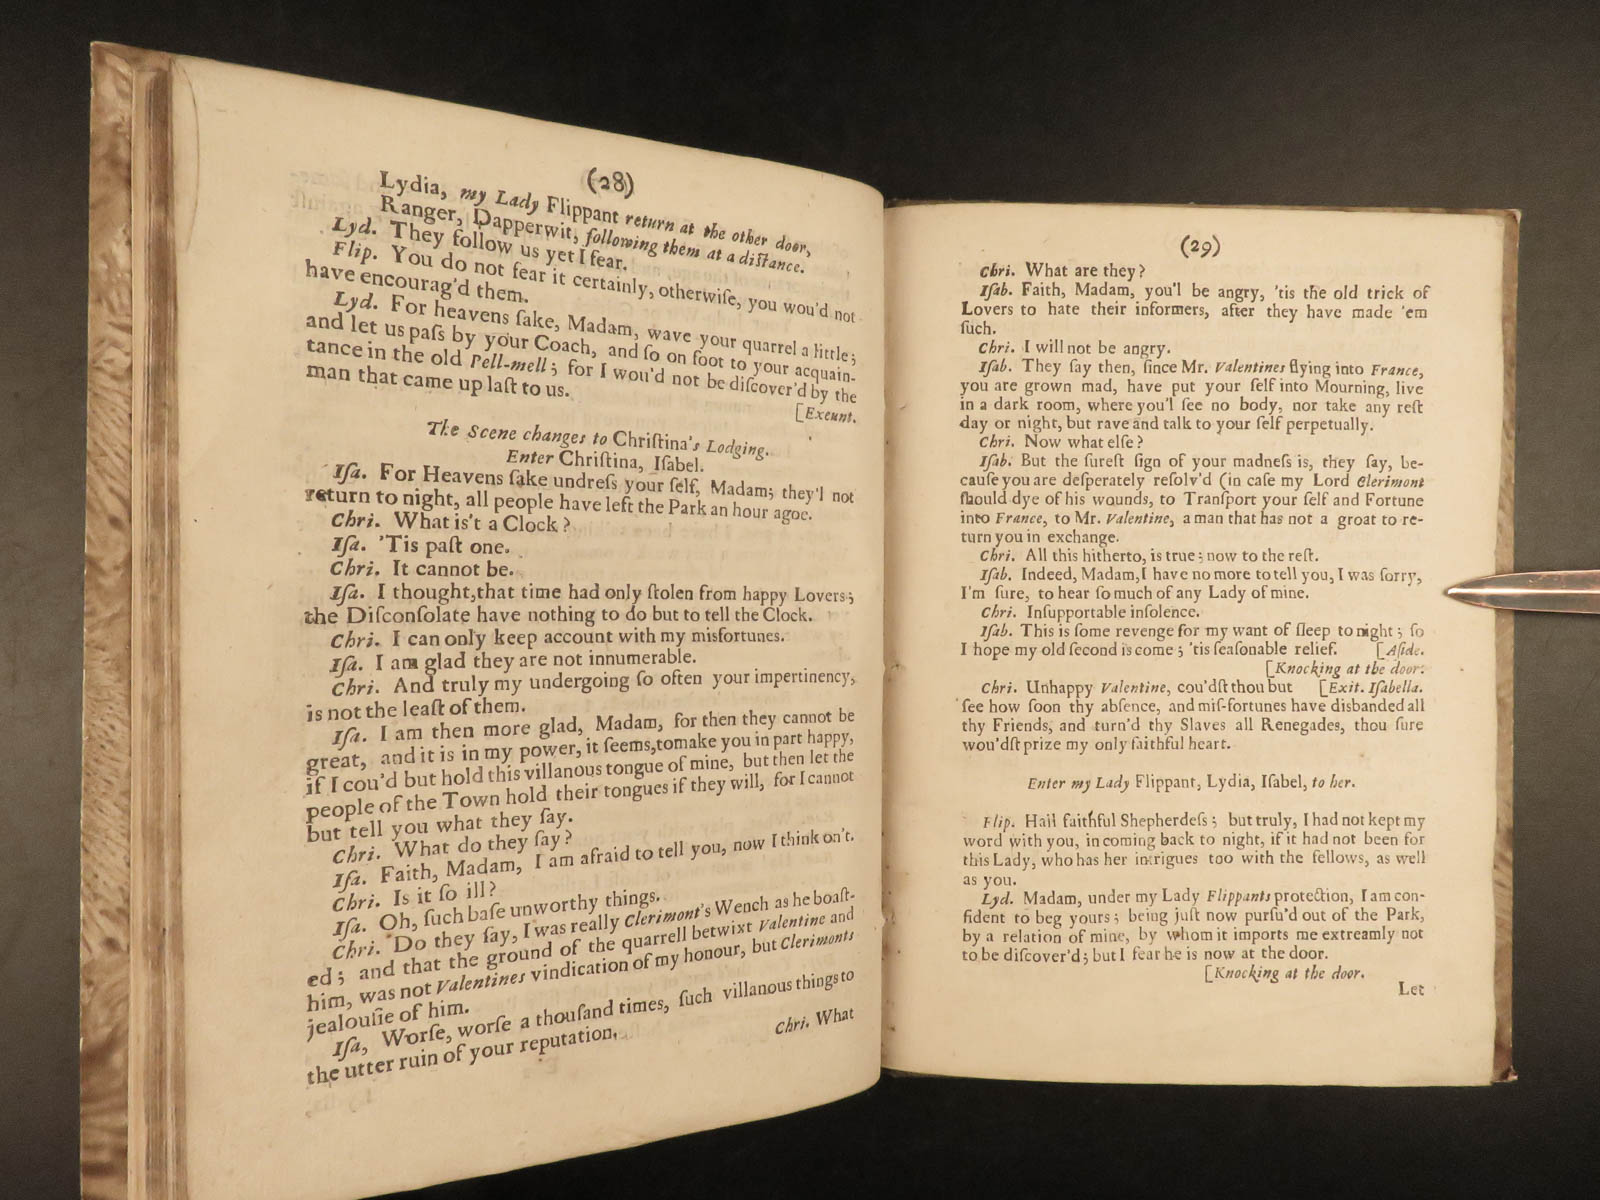 (28)
Lydia, my Lady Flippant return at the other door,
Ranger, Dapperwit, following them at a diſtance.
Lyd. They follow us yet I fear.
Flip. You do not fear it certainly, otherwiſe, you wou'd not
have encourag'd them.
Lyd. For heavens ſake, Madam, wave your quarrel a little;
and let us paſs by your Coach, and ſo on foot to your acquain-
tance in the old Pell-mell; for I wou'd not be diſcover'd by the
man that came up laſt to us.
[Exeunt.
The Scene changes to Chriſtina's Lodging.
Enter Chriſtina, Iſabel.
Iſa. For Heavens ſake undreſs your ſelf, Madam; they'l not
return to night, all people have left the Park an hour agoe.
Chri. What is't a Clock?
Iſa. 'Tis paſt one.
Chri. It cannot be.
Iſa. I thought, that time had only ſtolen from happy Lovers;
the Diſconſolate have nothing to do but to tell the Clock.
Chri. I can only keep account with my misfortunes.
Iſa. I am glad they are not innumerable.
Chri. And truly my undergoing ſo often your impertinency,
is not the leaſt of them.
Iſa. I am then more glad, Madam, for then they cannot be
great, and it is in my power, it ſeems, tomake you in part happy,
if I cou'd but hold this villanous tongue of mine, but then let the
people of the Town hold their tongues if they will, for I cannot
but tell you what they ſay.
Chri. What do they ſay?
Iſa. Faith, Madam, I am afraid to tell you, now I think on't.
Chri. Is it ſo ill?
Iſa. Oh, ſuch baſe unworthy things.
Chri. Do they ſay, I was really Clerimont's Wench as he boaſt-
ed; and that the ground of the quarrell betwixt Valentine and
him, was not Valentines vindication of my honour, but Clerimonts
jealouſie of him.
Iſa, Worſe, worſe a thouſand times, ſuch villanous things to
the utter ruin of your reputation.
Chri. What
(29)
Chri. What are they?
Iſab. Faith, Madam, you'l be angry, 'tis the old trick of
Lovers to hate their informers, after they have made 'em
ſuch.
Chri. I will not be angry.
Iſab. They ſay then, ſince Mr. Valentines flying into France,
you are grown mad, have put your ſelf into Mourning, live
in a dark room, where you'l ſee no body, nor take any reſt
day or night, but rave and talk to your ſelf perpetually.
Chri. Now what elſe?
Iſab. But the ſureſt ſign of your madneſs is, they ſay, be-
cauſe you are deſperately reſolv'd (in caſe my Lord Clerimont
ſhould dye of his wounds, to Tranſport your ſelf and Fortune
into France, to Mr. Valentine, a man that has not a groat to re-
turn you in exchange.
Chri. All this hitherto, is true; now to the reſt.
Iſab. Indeed, Madam, I have no more to tell you, I was ſorry,
I'm ſure, to hear ſo much of any Lady of mine.
Chri. Inſupportable inſolence.
Iſab. This is ſome revenge for my want of ſleep to night; ſo
I hope my old ſecond is come; 'tis ſeaſonable relief. [Aſide.
[Knocking at the door.
Chri. Unhappy Valentine, cou'dſt thou but [Exit. Iſabella.
ſee how ſoon thy abſence, and miſ-fortunes have disbanded all
thy Friends, and turn'd thy Slaves all Renegades, thou ſure
wou'dſt prize my only faithful heart.
Enter my Lady Flippant, Lydia, Iſabel, to her.
Flip. Hail faithful Shepherdeſs; but truly, I had not kept my
word with you, in coming back to night, if it had not been for
this Lady, who has her intrigues too with the fellows, as well
as you.
Lyd. Madam, under my Lady Flippants protection, I am con-
fident to beg yours; being juſt now purſu'd out of the Park,
by a relation of mine, by whom it imports me extreamly not
to be diſcover'd; but I fear he is now at the door.
[Knocking at the door.
Let